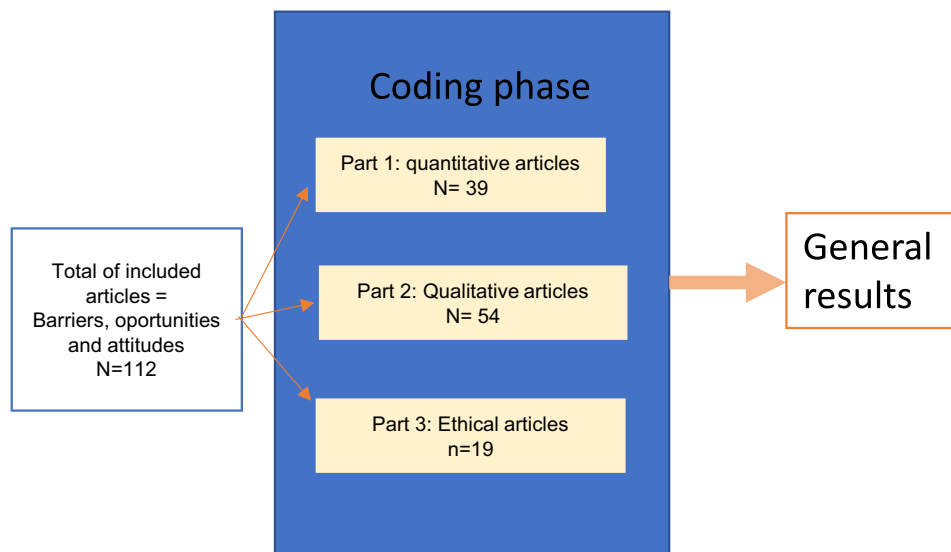 Coding phase
Part 1: quantitative articles
N= 39
Total of included
articles =
Barriers, oportunities
and attitudes
N=112
Part 2: Qualitative articles
N= 54
Part 3: Ethical articles
n=19
General
results